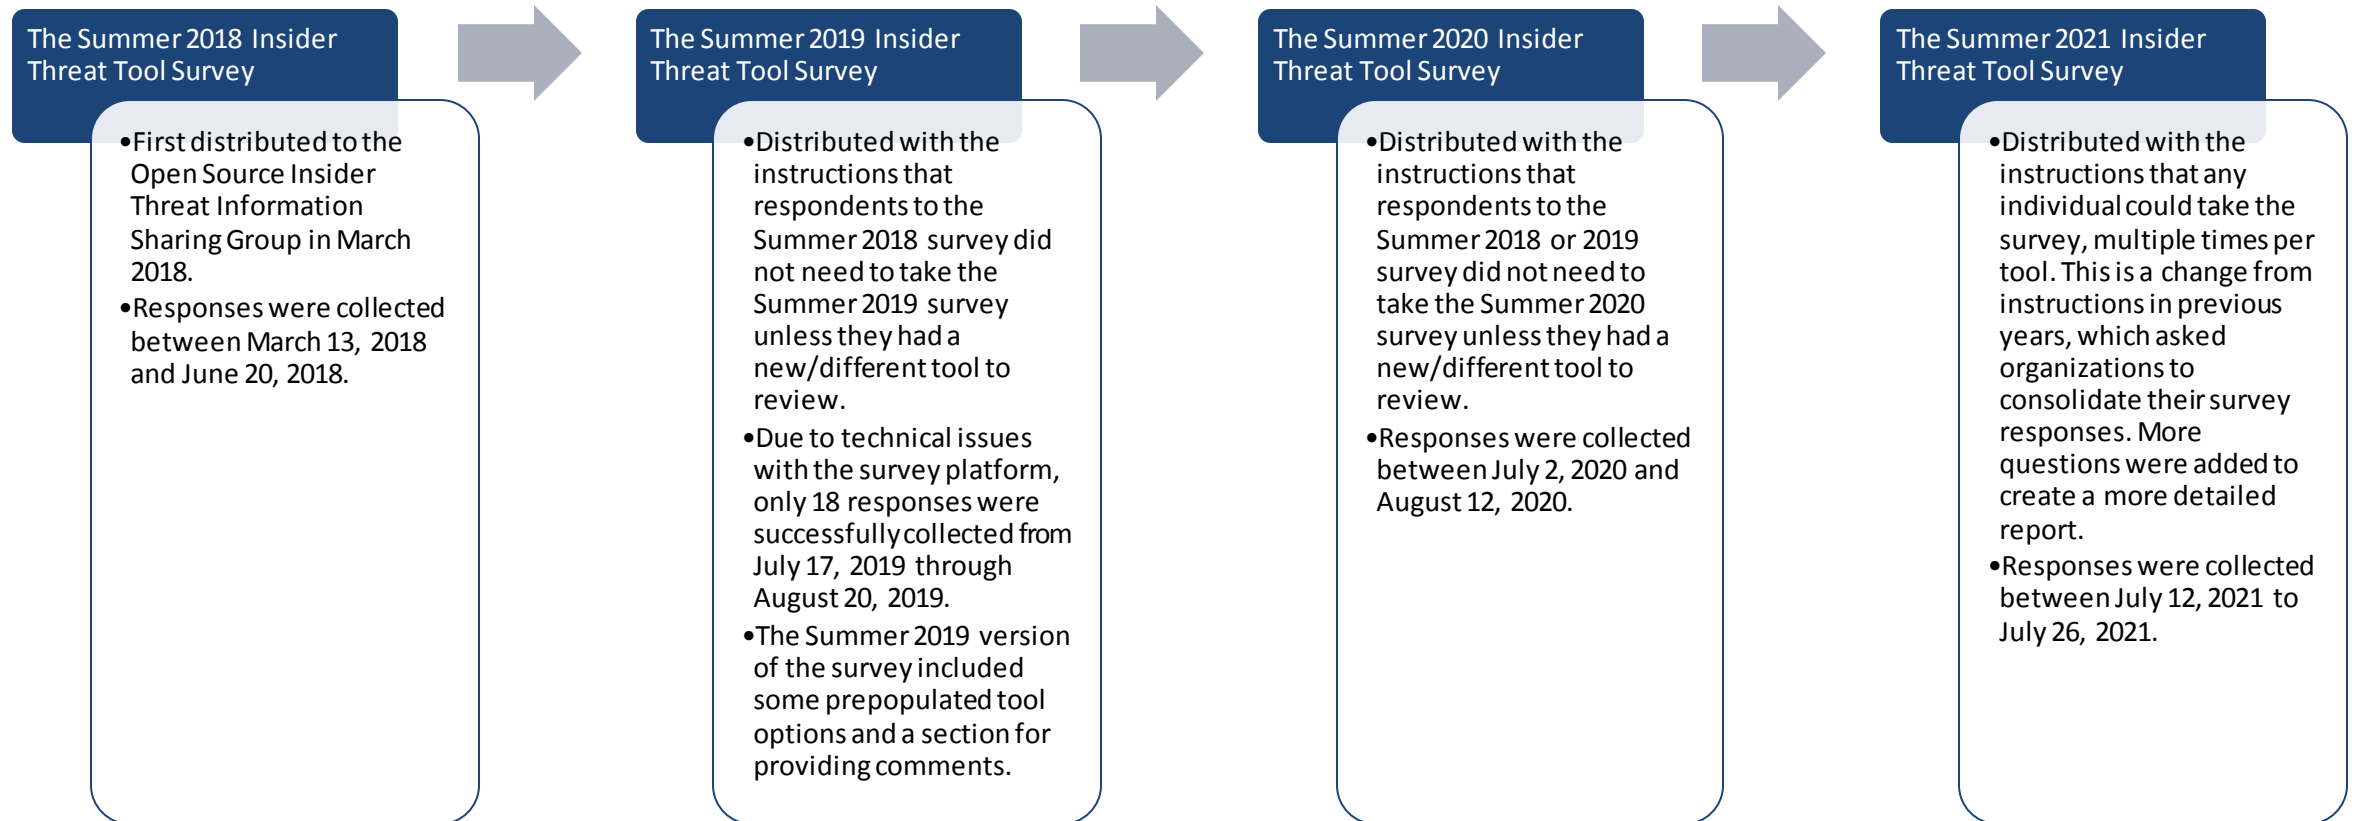 The Summer 2018 Insider
Threat Tool Survey
•First distributed to the
Open Source Insider
Threat Information
Sharing Group in March
2018.
•Responses were collected
between March 13, 2018
and June 20, 2018.
The Summer 2019 Insider
Threat Tool Survey
•Distributed with the
instructions that
respondents to the
Summer 2018 survey did
not need to take the
Summer 2019 survey
unless they had a
new/different tool to
review.
•Due to technical issues
with the survey platform,
only 18 responses were
successfully collected from
July 17, 2019 through
August 20, 2019.
•The Summer 2019 version
of the survey included
some prepopulated tool
options and a section for
providing comments.
The Summer 2020 Insider
Threat Tool Survey
•Distributed with the
instructions that
respondents to the
Summer 2018 or 2019
survey did not need to
take the Summer 2020
survey unless they had a
new/different tool to
review.
•Responses were collected
between July 2, 2020 and
August 12, 2020.
The Summer 2021 Insider
Threat Tool Survey
•Distributed with the
instructions that any
individual could take the
survey, multiple times per
tool. This is a change from
instructions in previous
years, which asked
organizations to
consolidate their survey
responses. More
questions were added to
create a more detailed
report.
•Responses were collected
between July 12, 2021 to
July 26, 2021.